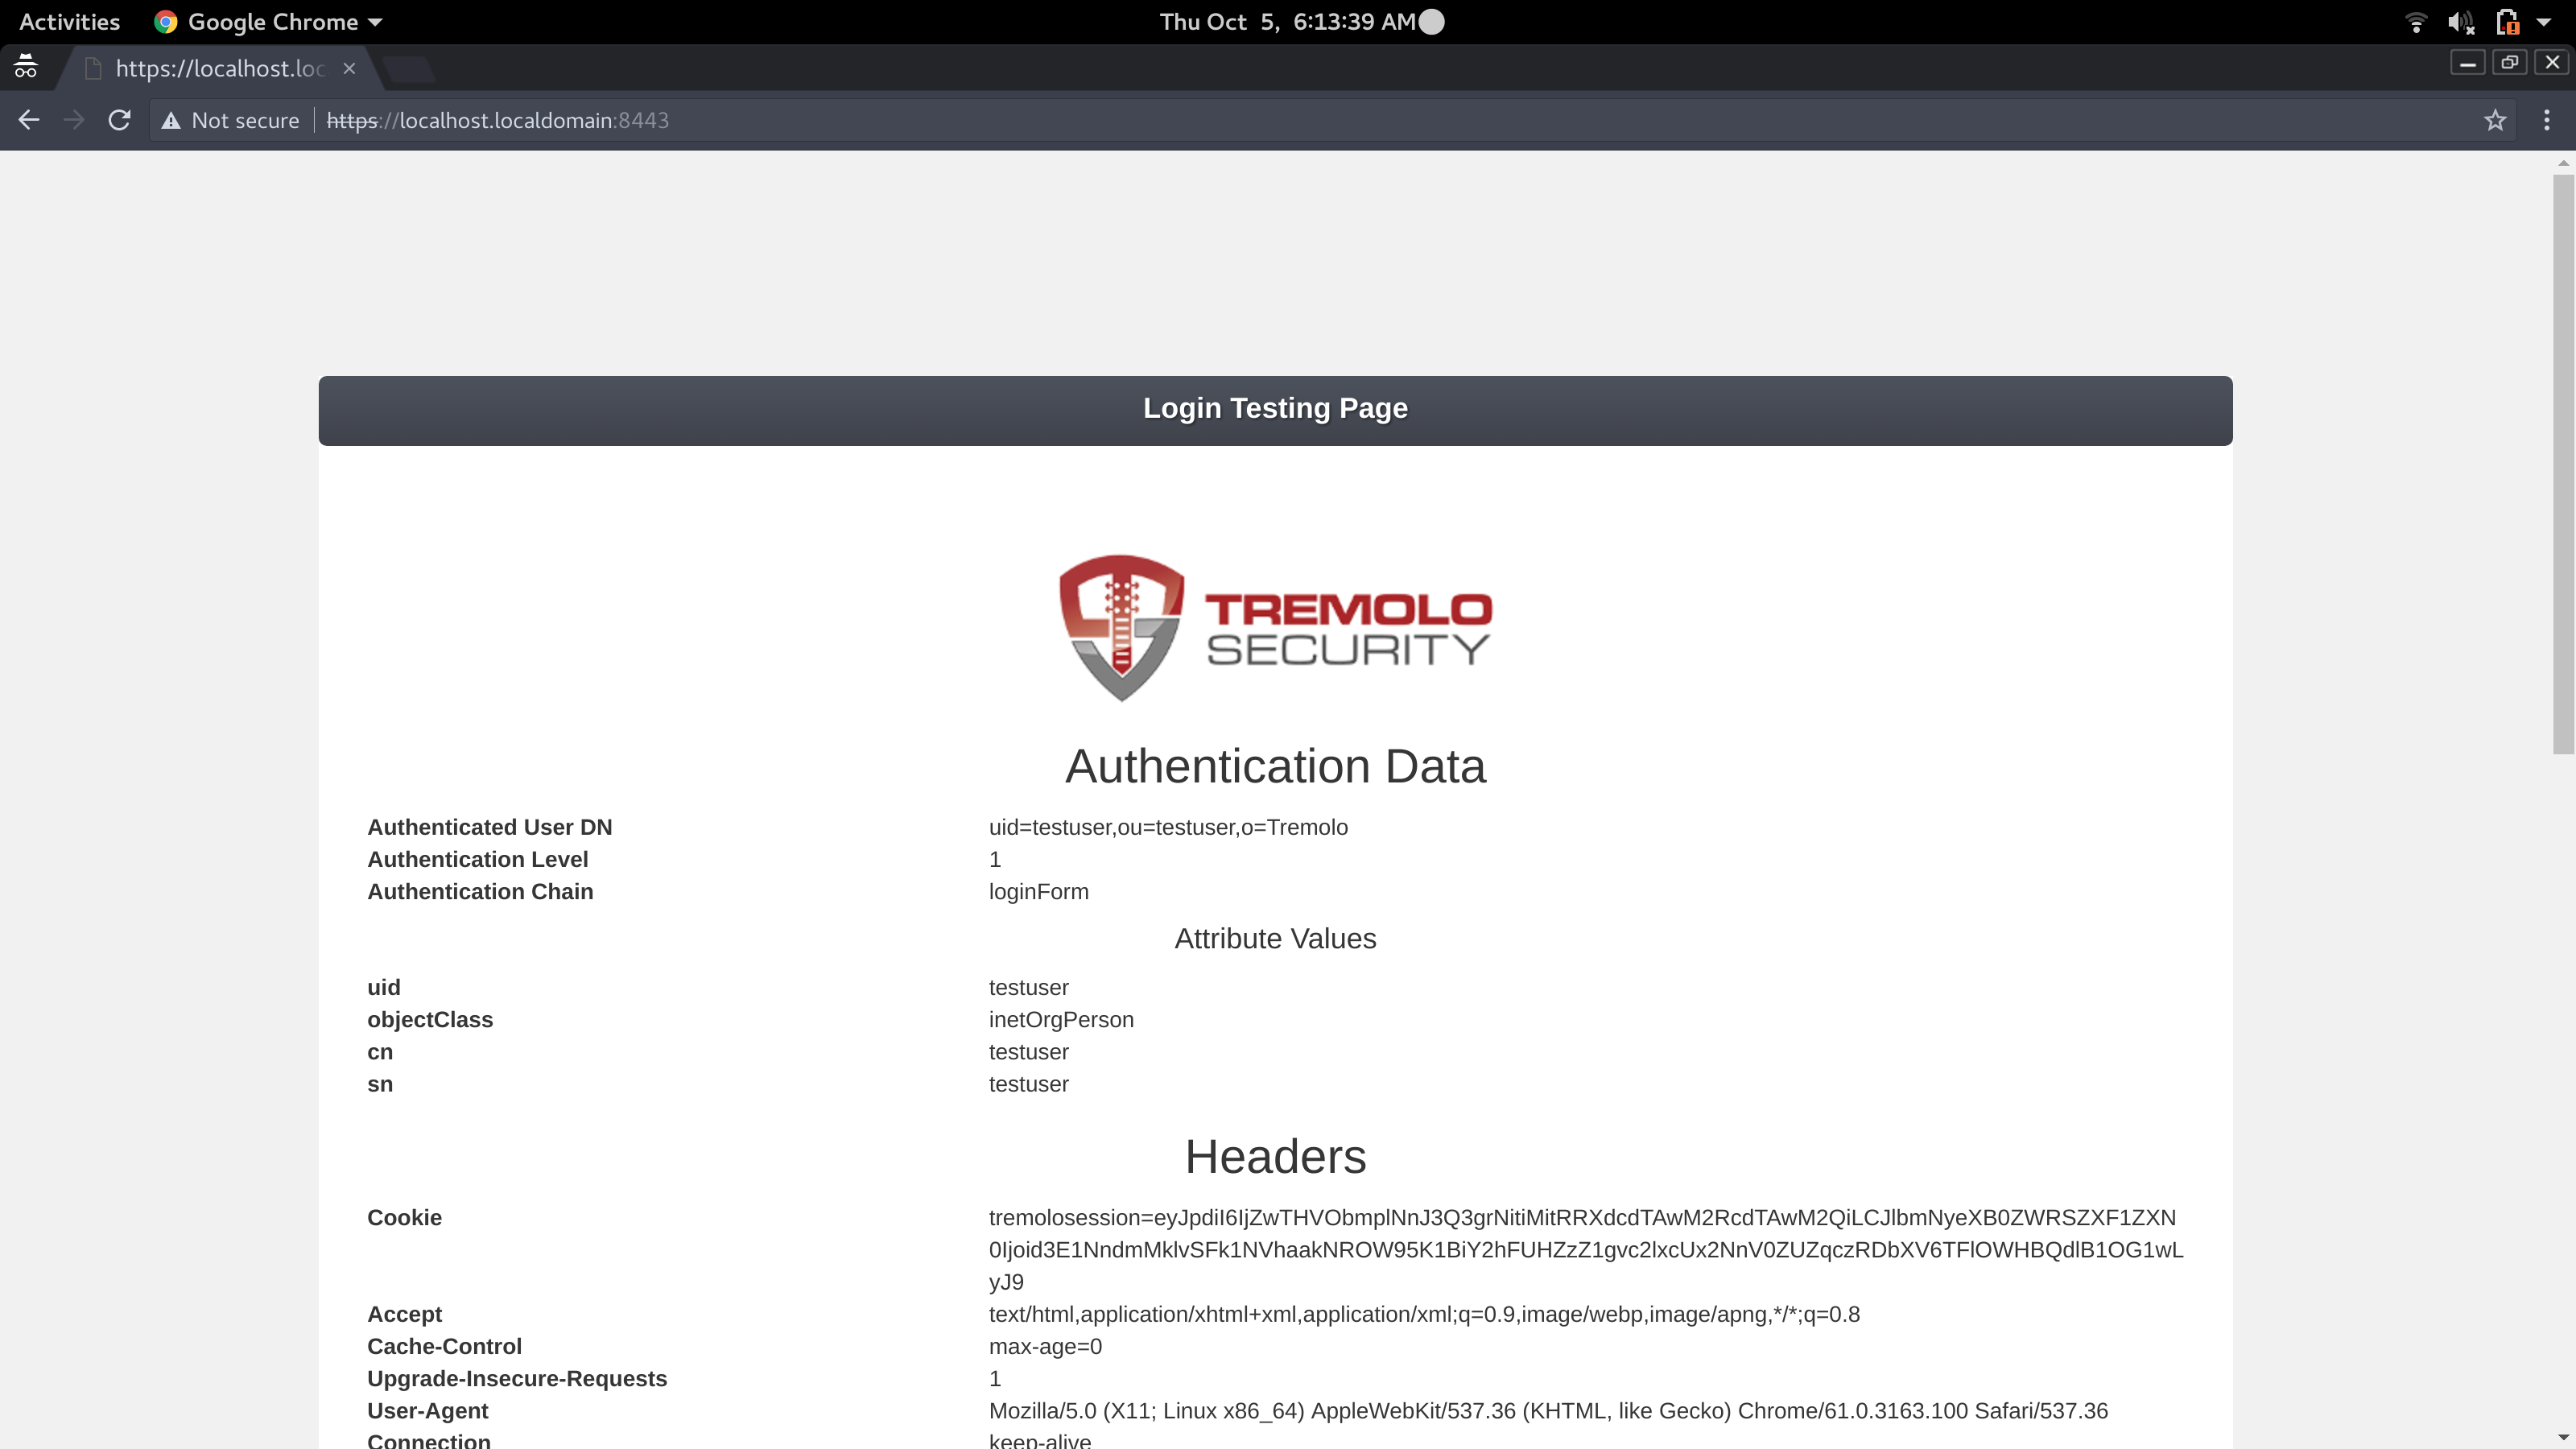 Activities Google Chrome Thu Oct 5, 6:13:39 AM
https://localhost.loc
Not secure https://localhost.localdomain:8443
Login Testing Page
TREMOLO
SECURITY
Authentication Data
Authenticated User DN uid=testuser,ou=testuser,o=Tremolo
Authentication Level 1
Authentication Chain loginForm
Attribute Values
uid testuser
objectClass inetOrgPerson
cn testuser
sn testuser
Headers
Cookie tremolosession=eyJpdiI6IjZwTHVObmplNnJ3Q3grNitiMitRRXdcdTAwM2RcdTAwM2QiLCJlbmNyeXB0ZWRSZXF1ZXN
0Ijoid3E1NndmMklvSFk1NVhaakNROW95K1BiY2hFUHZzZ1gvc2lxcUx2NnV0ZUZqczRDbXV6TFlOWHBQdlB1OG1wL
yJ9
Accept text/html,application/xhtml+xml,application/xml;q=0.9,image/webp,image/apng,*/*;q=0.8
Cache-Control max-age=0
Upgrade-Insecure-Requests 1
User-Agent Mozilla/5.0 (X11; Linux x86_64) AppleWebKit/537.36 (KHTML, like Gecko) Chrome/61.0.3163.100 Safari/537.36
Connection keep-alive